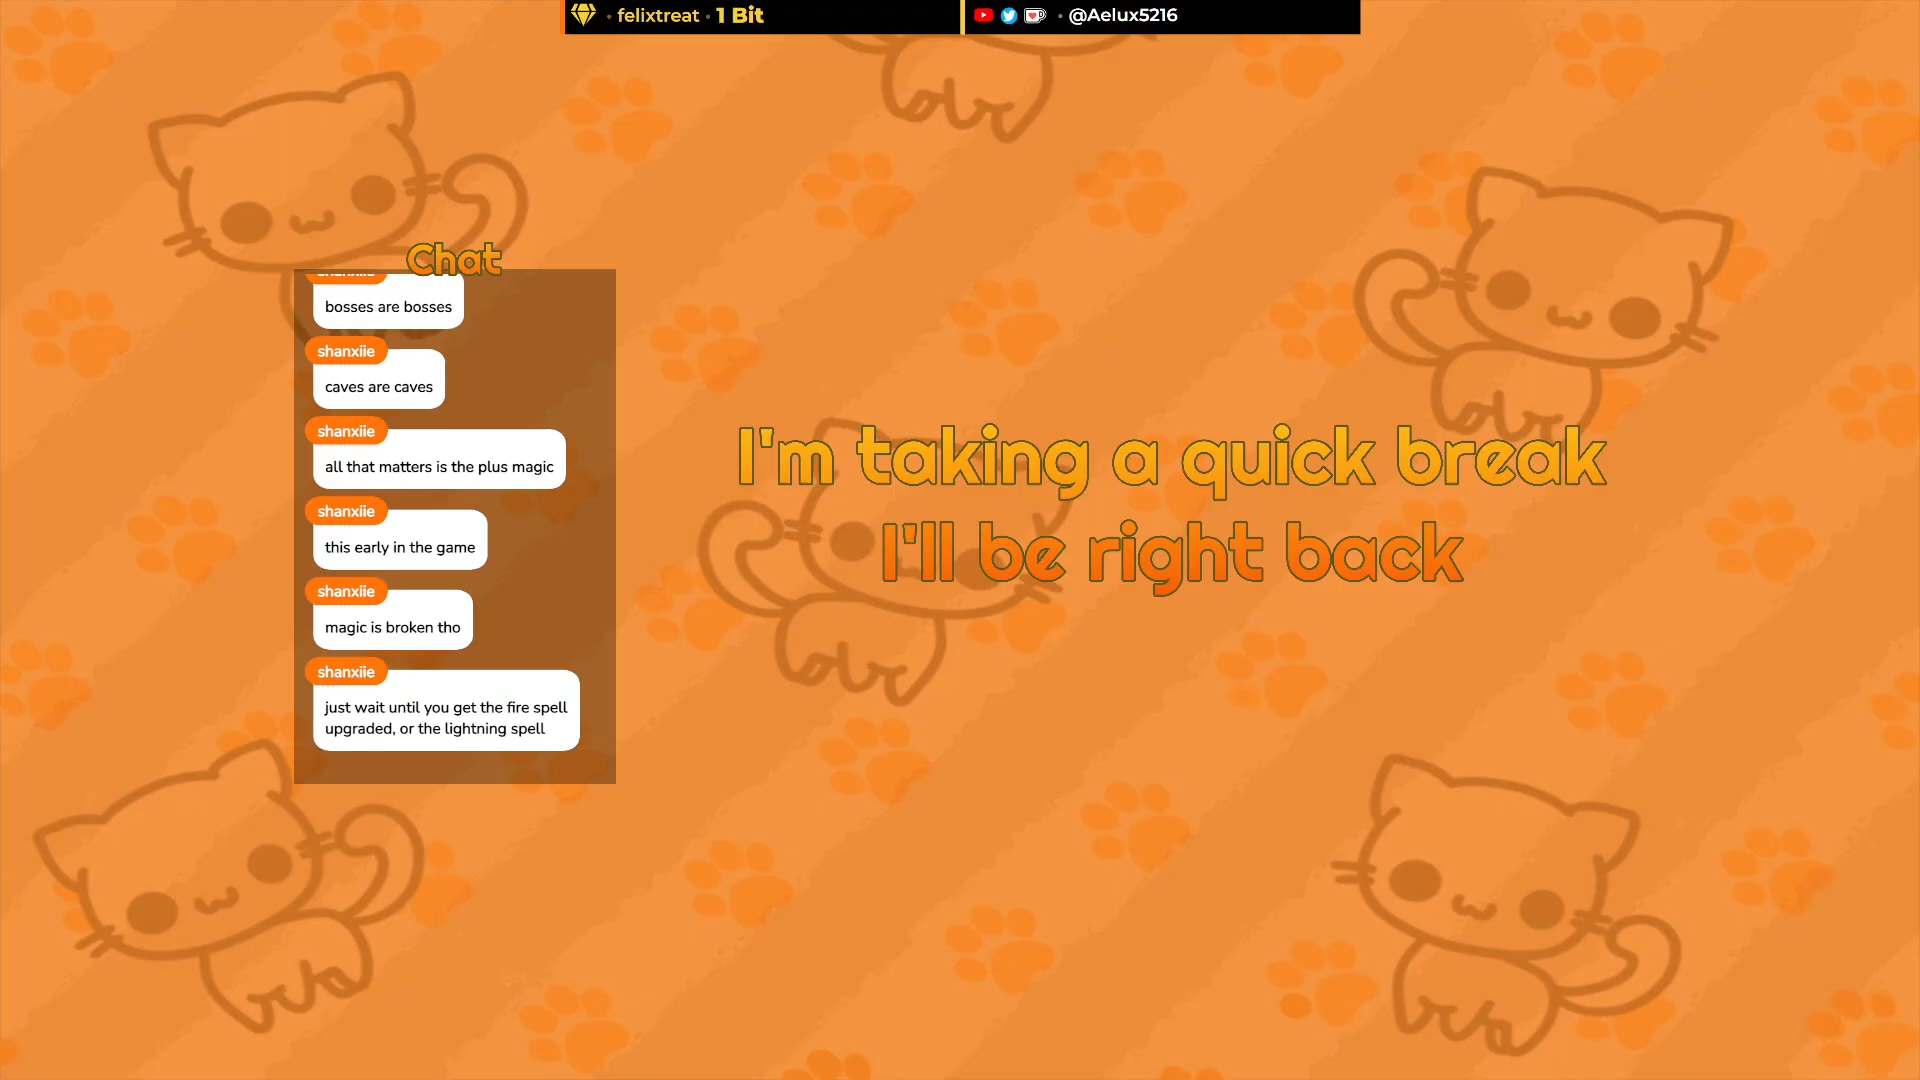 · felixtreat · 1 Bit
· @Aelux5216
Chat
shanxiie
bosses are bosses
shanxiie
caves are caves
shanxiie
all that matters is the plus magic
shanxiie
this early in the game
shanxiie
magic is broken tho
shanxiie
just wait until you get the fire spell
upgraded, or the lightning spell
I'm taking a quick break
I'll be right back